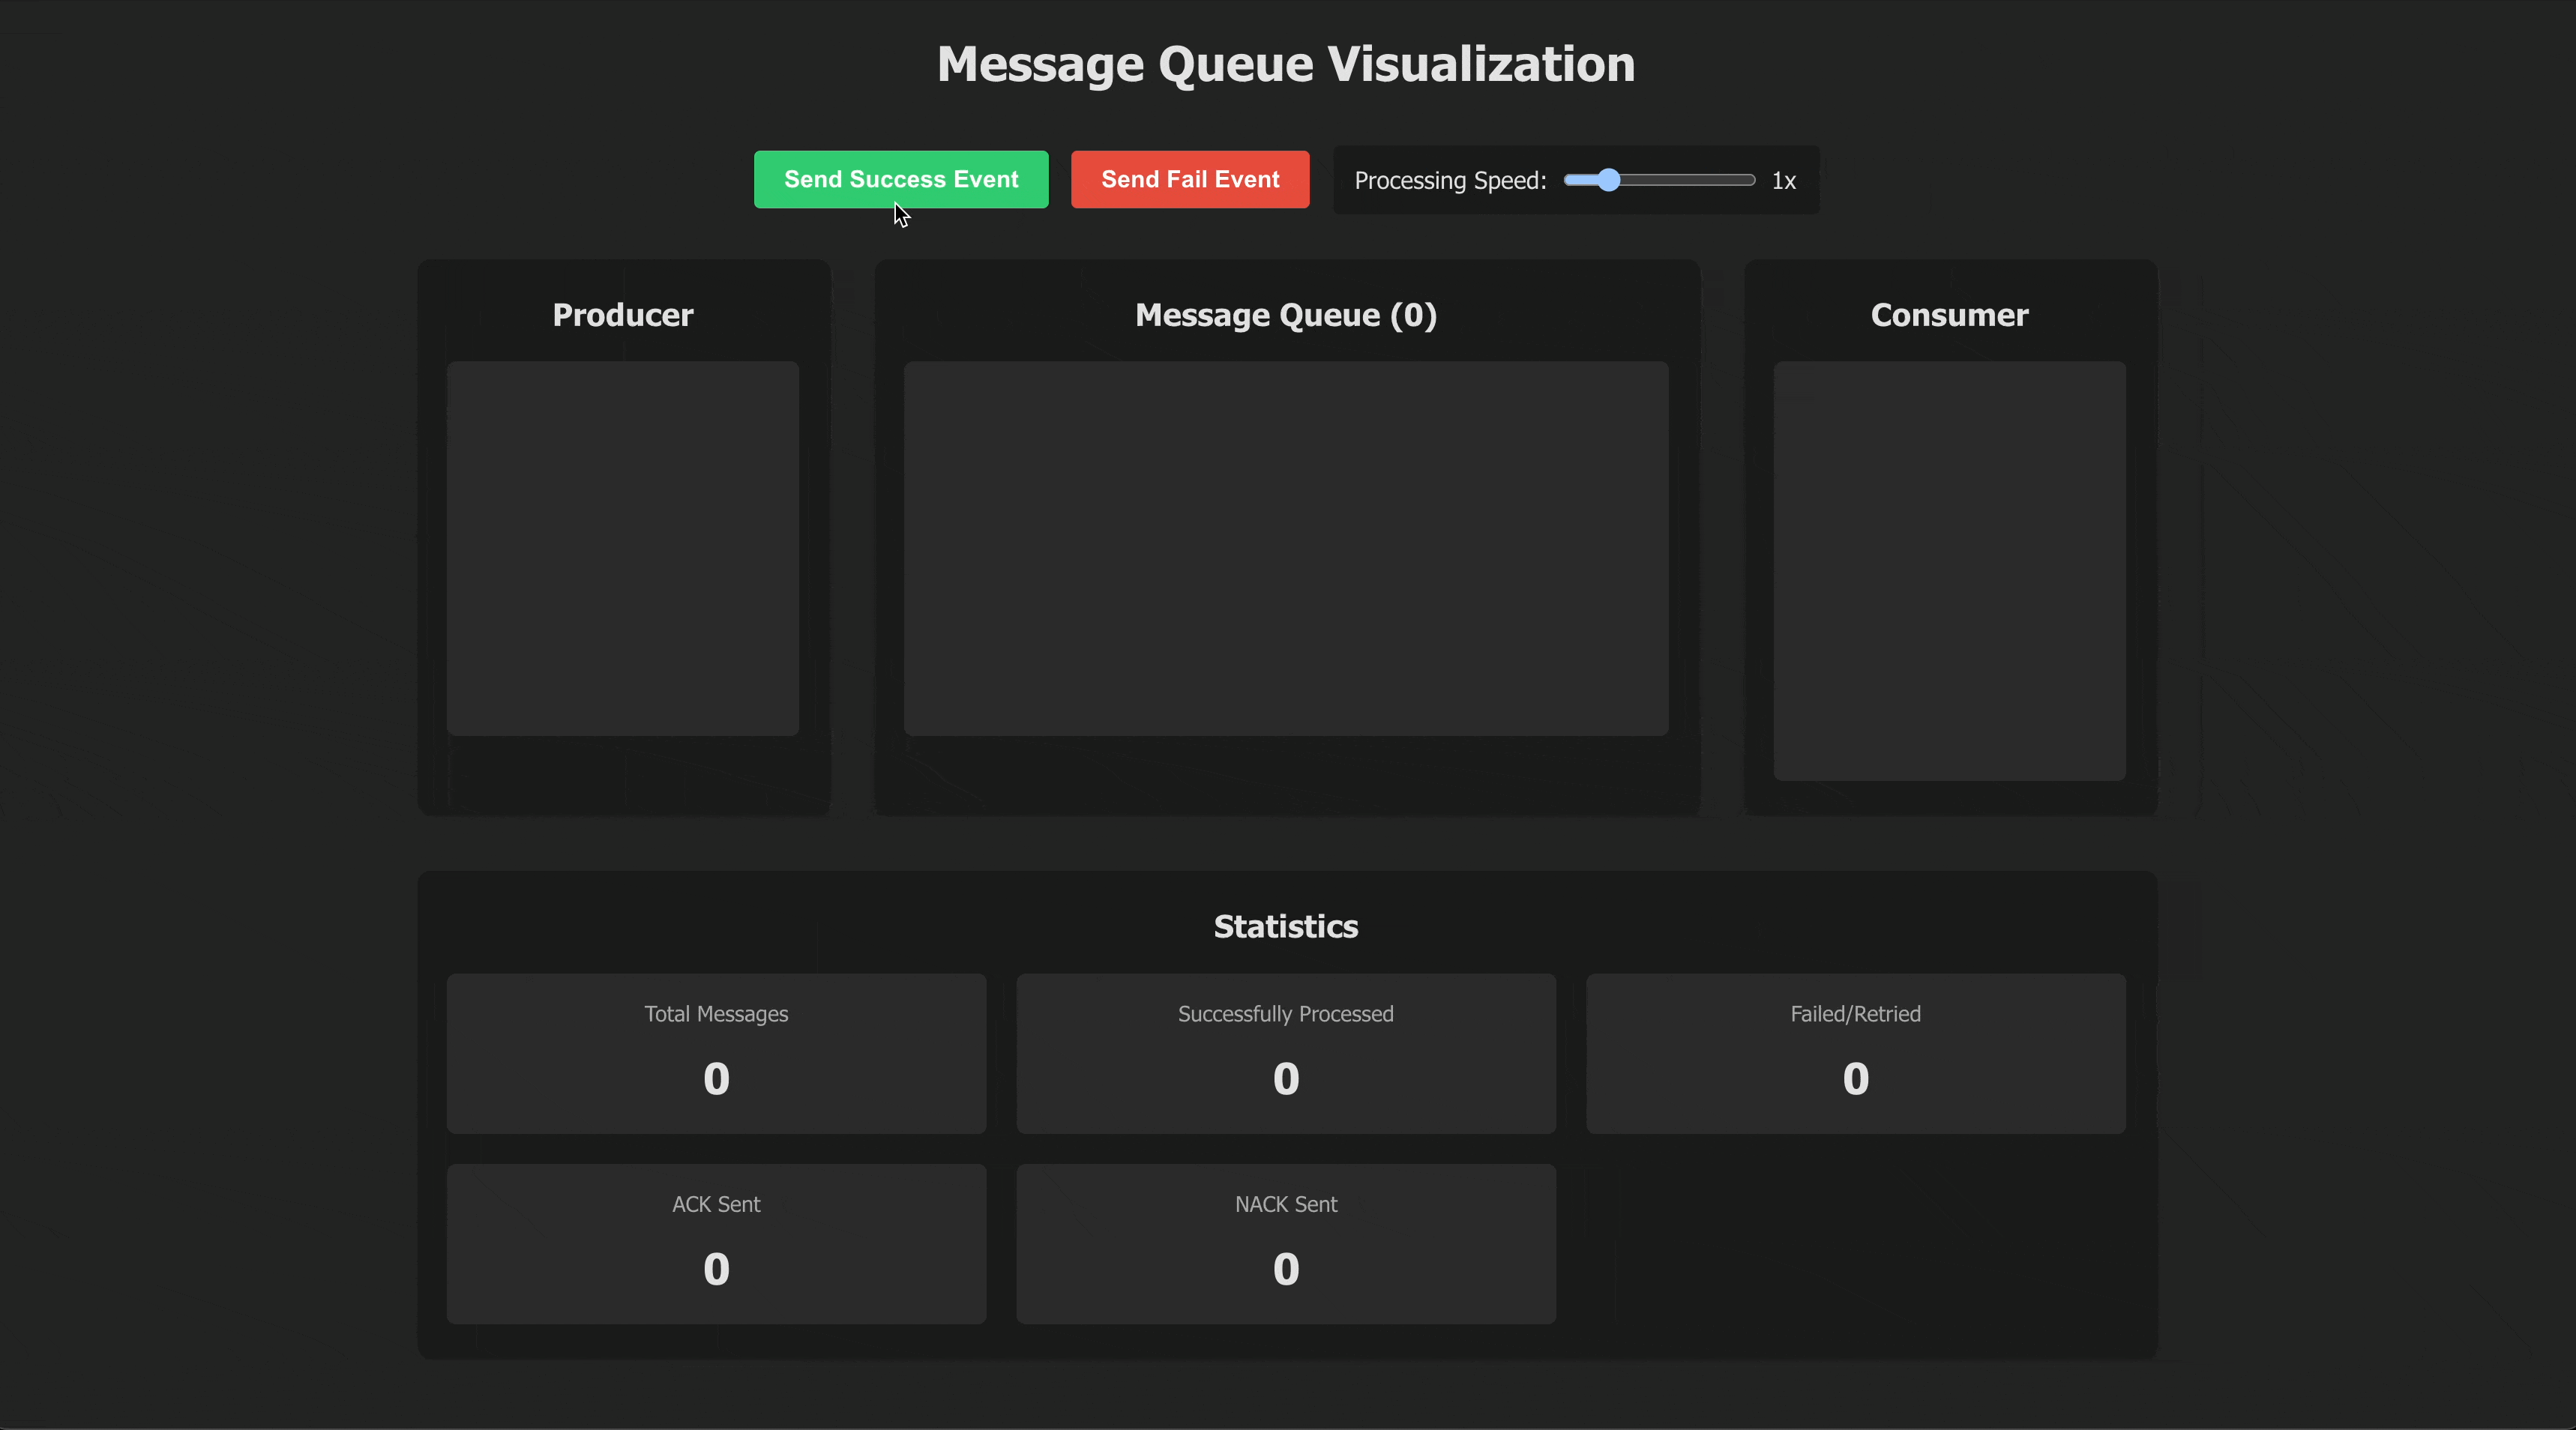 Message Queue Visualization
Send Success Event
Send Fail Event
Processing Speed:
1x
Producer
Message Queue (0)
Consumer
Statistics
Total Messages
0
Successfully Processed
0
Failed/Retried
0
ACK Sent
0
NACK Sent
0